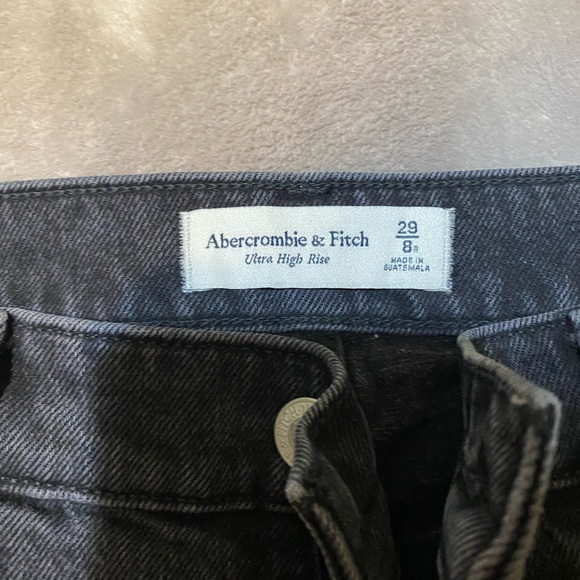 Abercrombie & Fitch
Ultra High Rise
29
8R
MADE IN
GUATEMALA